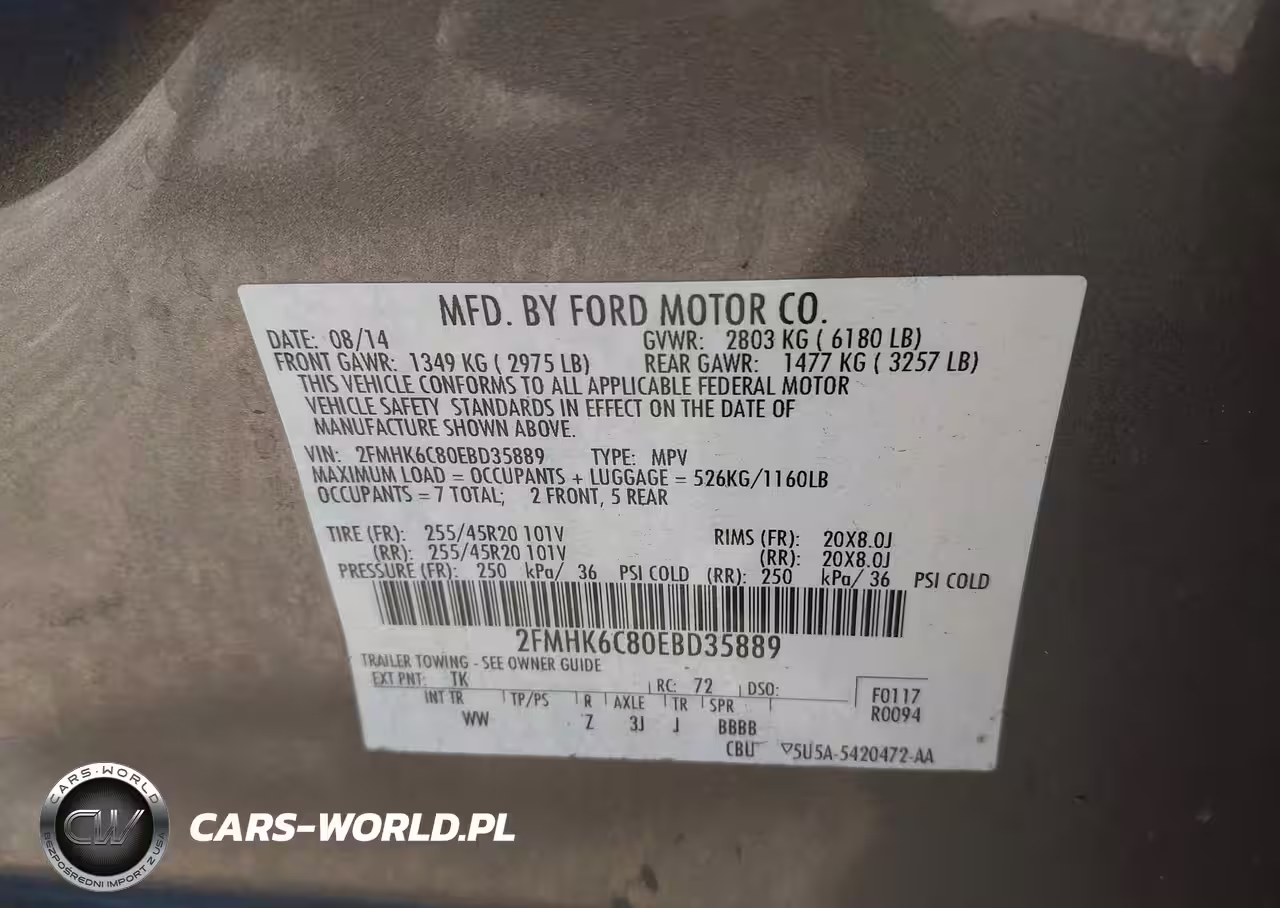 MFD. BY FORD MOTOR CO.
DATE: 08/14 GVWR: 2803 KG ( 6180 LB)
FRONT GAWR: 1349 KG ( 2975 LB) REAR GAWR: 1477 KG ( 3257 LB)
THIS VEHICLE CONFORMS TO ALL APPLICABLE FEDERAL MOTOR
VEHICLE SAFETY STANDARDS IN EFFECT ON THE DATE OF
MANUFACTURE SHOWN ABOVE.
VIN: 2FMHK6C80EBD35889 TYPE: MPV
MAXIMUM LOAD = OCCUPANTS + LUGGAGE = 526KG/1160LB
OCCUPANTS = 7 TOTAL; 2 FRONT, 5 REAR
TIRE (FR): 255/45R20 101V RIMS (FR): 20X8.0J
(RR): 255/45R20 101V (RR): 20X8.0J
PRESSURE (FR): 250 kPa/ 36 PSI COLD (RR): 250 kPa/ 36 PSI COLD
2FMHK6C80EBD35889
TRAILER TOWING - SEE OWNER GUIDE
EXT PNT: TK RC: 72 DSO: F0117
INT TR TP/PS R AXLE TR SPR R0094
WW Z 3J J BBBB
CBU ▽5U5A-5420472-AA
CARS-WORLD
CW
BEZPOŚREDNI IMPORT Z USA
CARS-WORLD.PL